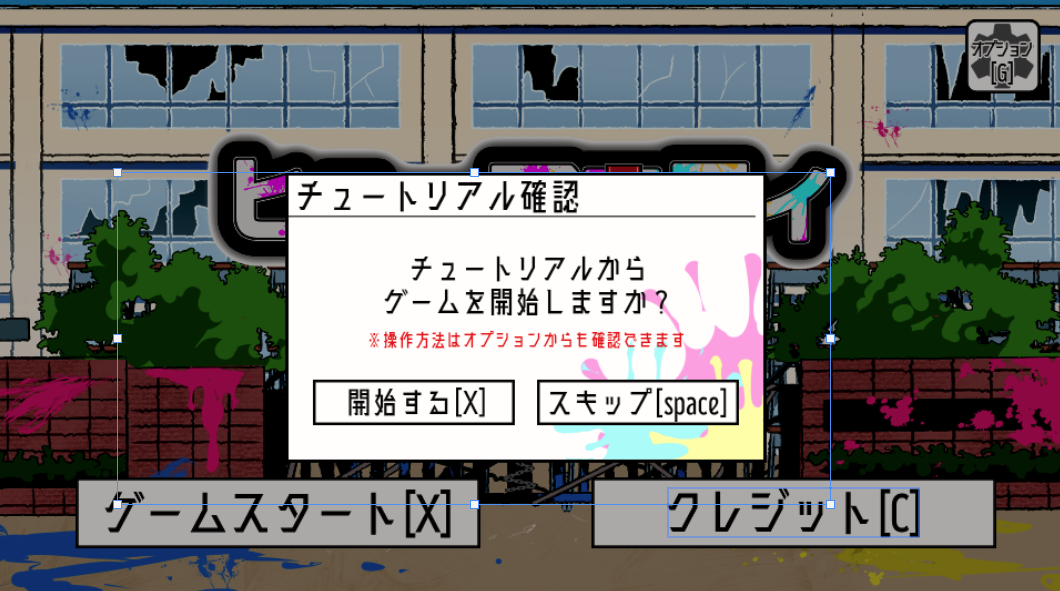 オプション
[G]
チュートリアル確認
チュートリアルから
ゲームを開始しますか?
※操作方法はオプションからも確認できます
開始する[X]
スキップ[space]
ゲームスタート[X]
クレジット[C]